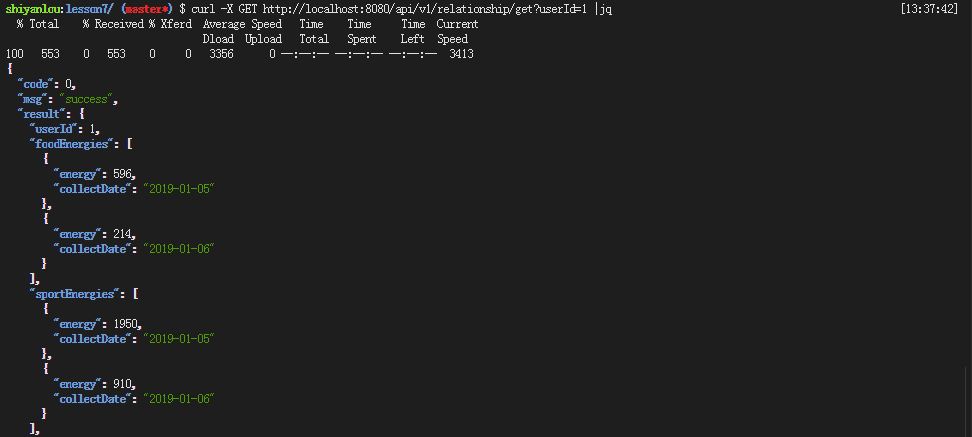 shiyanlou:lesson7/ (master*) $ curl -X GET http://localhost:8080/api/v1/relationship/get?userId=1 |jq [13:37:42]
% Total % Received % Xferd Average Speed Time Time Time Current
Dload Upload Total Spent Left Speed
100 553 0 553 0 0 3356 0 --:--:-- --:--:-- --:--:-- 3413
{
"code": 0,
"msg": "success",
"result": {
"userId": 1,
"foodEnergies": [
{
"energy": 596,
"collectDate": "2019-01-05"
},
{
"energy": 214,
"collectDate": "2019-01-06"
}
],
"sportEnergies": [
{
"energy": 1950,
"collectDate": "2019-01-05"
},
{
"energy": 910,
"collectDate": "2019-01-06"
}
],